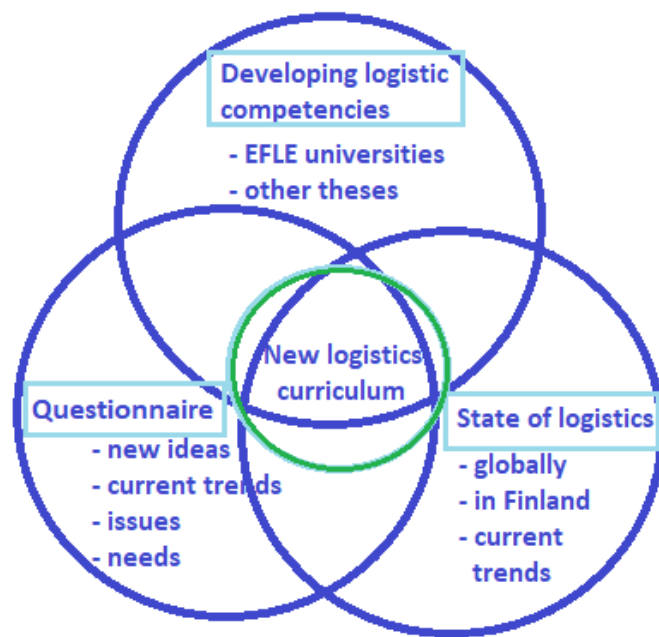 Developing logistic
competencies
- EFLE universities
- other theses
New logistics
curriculum
Questionnaire
- new ideas
- current trends
- issues
- needs
State of logistics
- globally
- in Finland
- current
trends